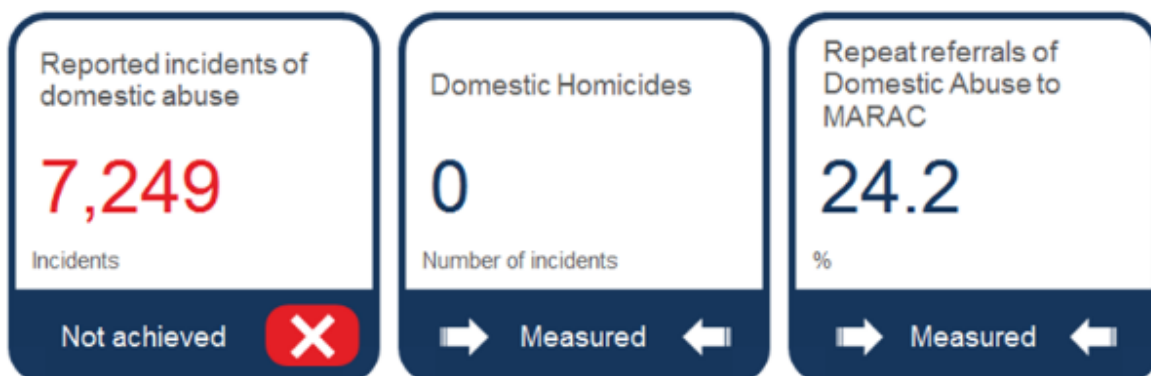 Reported incidents of
domestic abuse
7,249
Incidents
Not achieved
Domestic Homicides
0
Number of incidents
Measured
Repeat referrals of
Domestic Abuse to
MARAC
24.2
%
Measured